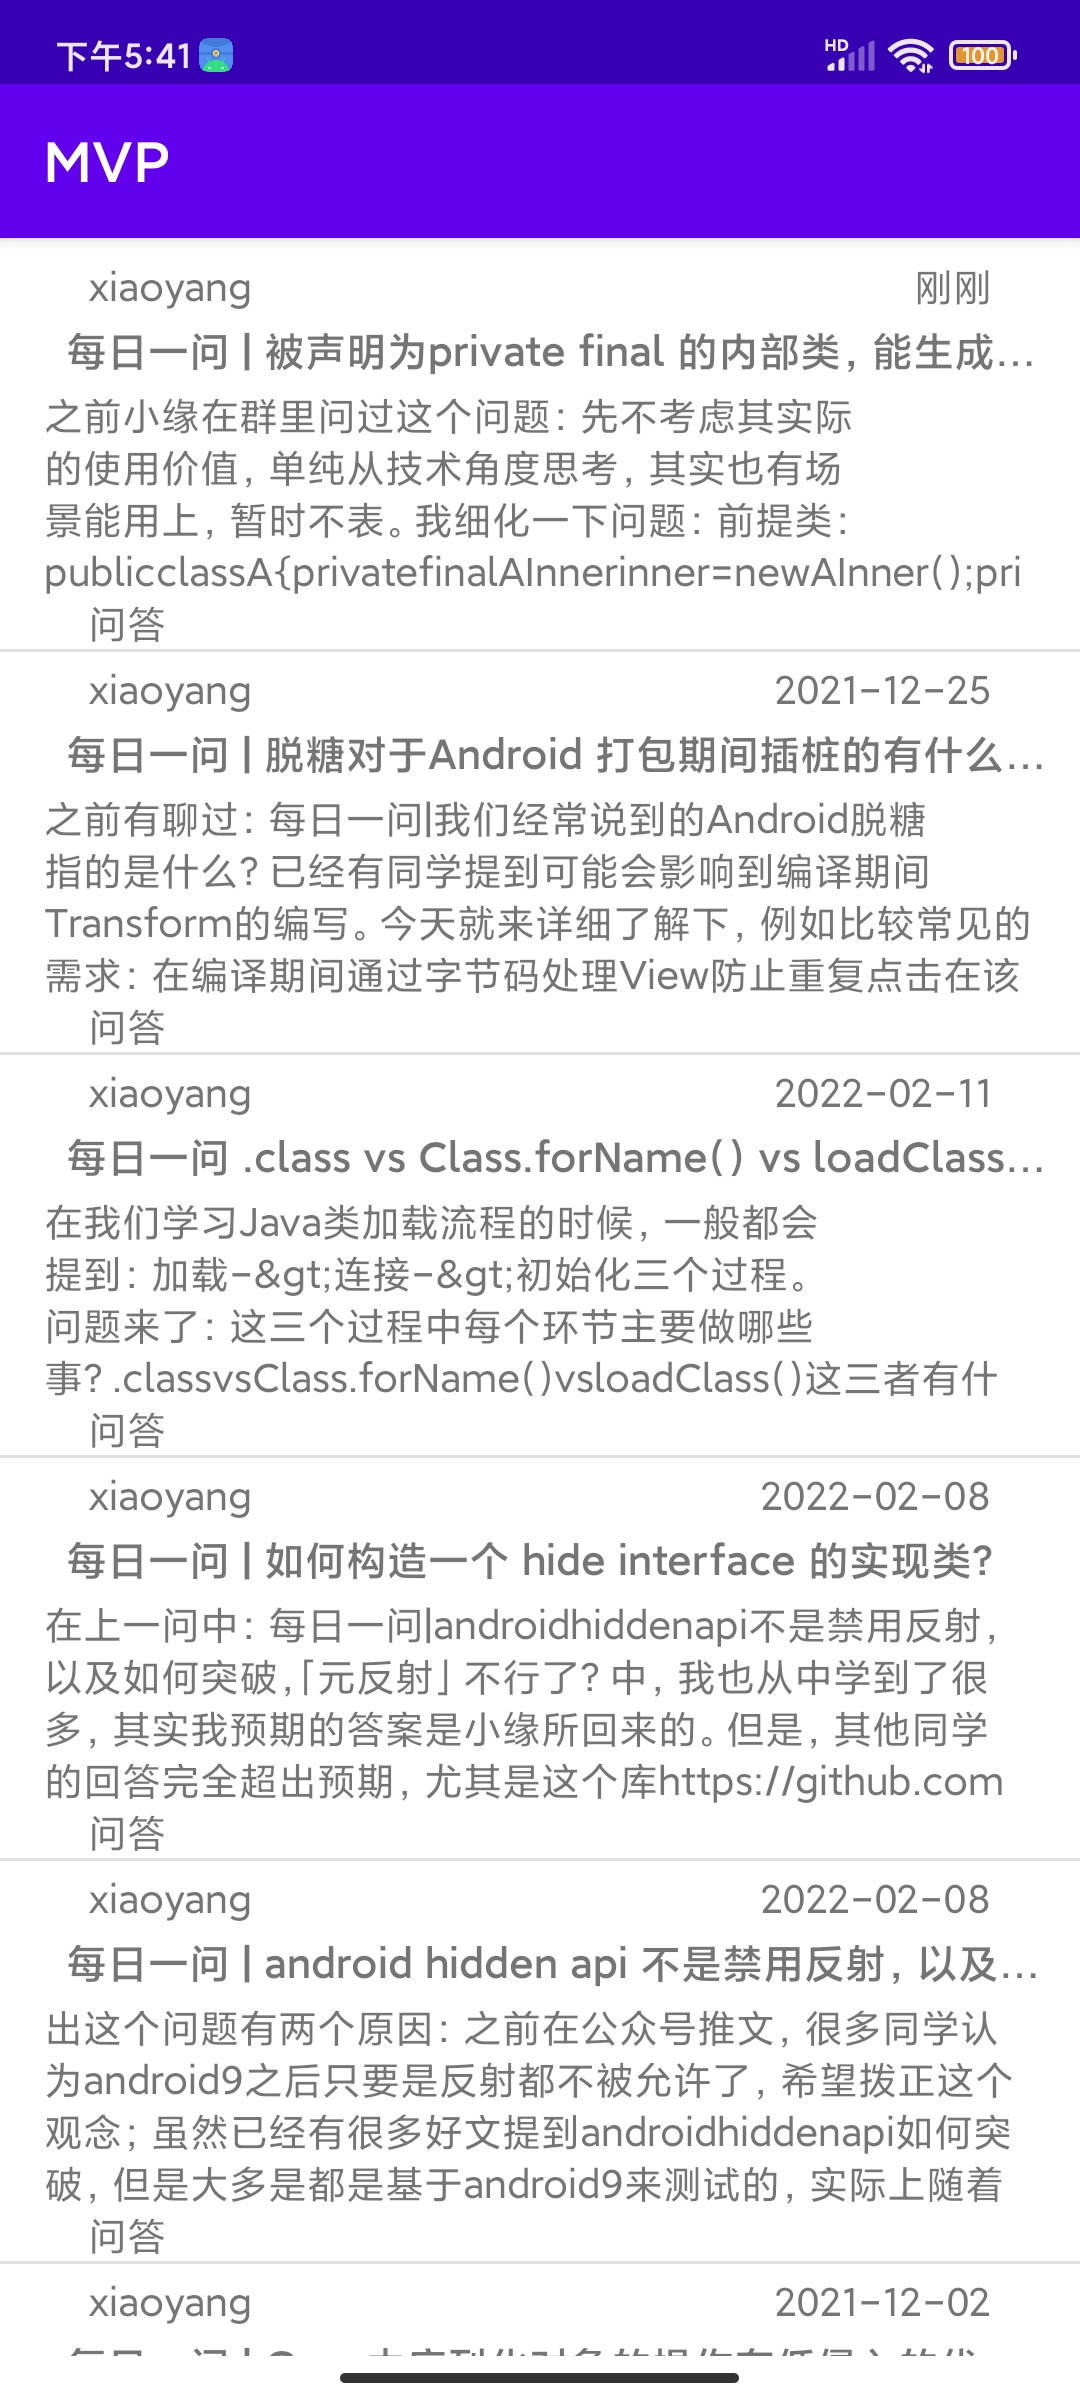 下午5:41
HD
100
MVP
xiaoyang 刚刚
每日一问 | 被声明为private final 的内部类，能生成...
之前小缘在群里问过这个问题：先不考虑其实际
的使用价值，单纯从技术角度思考，其实也有场
景能用上，暂时不表。我细化一下问题：前提类：
publicclassA{privatefinalAInnerinner=newAInner();pri
问答
xiaoyang 2021-12-25
每日一问 | 脱糖对于Android 打包期间插桩的有什么...
之前有聊过：每日一问|我们经常说到的Android脱糖
指的是什么？已经有同学提到可能会影响到编译期间
Transform的编写。今天就来详细了解下，例如比较常见的
需求：在编译期间通过字节码处理View防止重复点击在该
问答
xiaoyang 2022-02-11
每日一问 .class vs Class.forName() vs loadClass...
在我们学习Java类加载流程的时候，一般都会
提到：加载-&gt;连接-&gt;初始化三个过程。
问题来了：这三个过程中每个环节主要做哪些
事？.classvsClass.forName()vsloadClass()这三者有什
问答
xiaoyang 2022-02-08
每日一问 | 如何构造一个 hide interface 的实现类？
在上一问中：每日一问|androidhiddenapi不是禁用反射，
以及如何突破，「元反射」不行了？中，我也从中学到了很
多，其实我预期的答案是小缘所回来的。但是，其他同学
的回答完全超出预期，尤其是这个库https://github.com
问答
xiaoyang 2022-02-08
每日一问 | android hidden api 不是禁用反射，以及...
出这个问题有两个原因：之前在公众号推文，很多同学认
为android9之后只要是反射都不被允许了，希望拨正这个
观念；虽然已经有很多好文提到androidhiddenapi如何突
破，但是大多是都是基于android9来测试的，实际上随着
问答
xiaoyang 2021-12-02